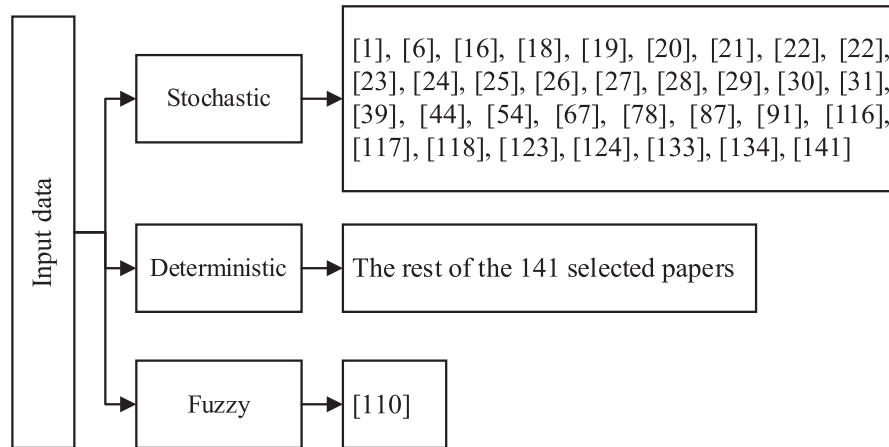 Input data
Stochastic
[1], [6], [16], [18], [19], [20], [21], [22], [22],
[23], [24], [25], [26], [27], [28], [29], [30], [31],
[39], [44], [54], [67], [78], [87], [91], [116],
[117], [118], [123], [124], [133], [134], [141]
Deterministic
The rest of the 141 selected papers
Fuzzy
[110]